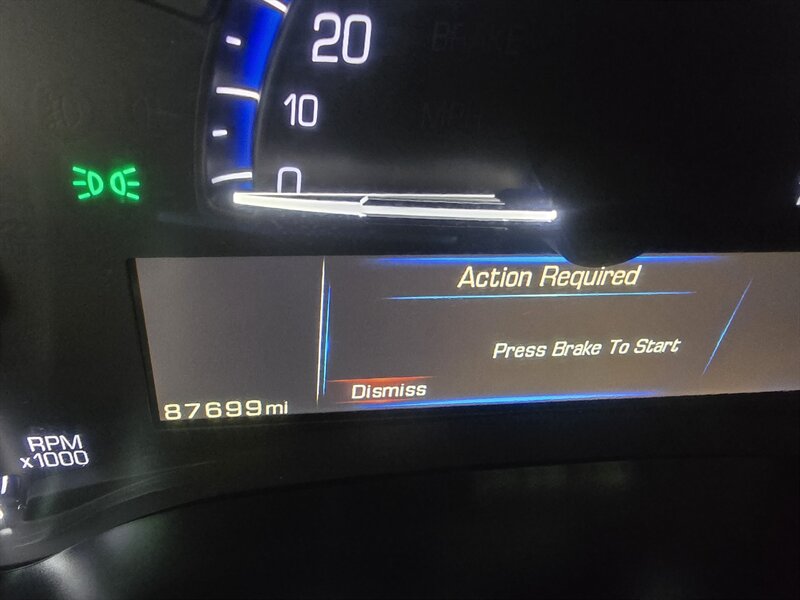 20
10
0
Action Required
Press Brake To Start
Dismiss
87699mi
RPM
x1000